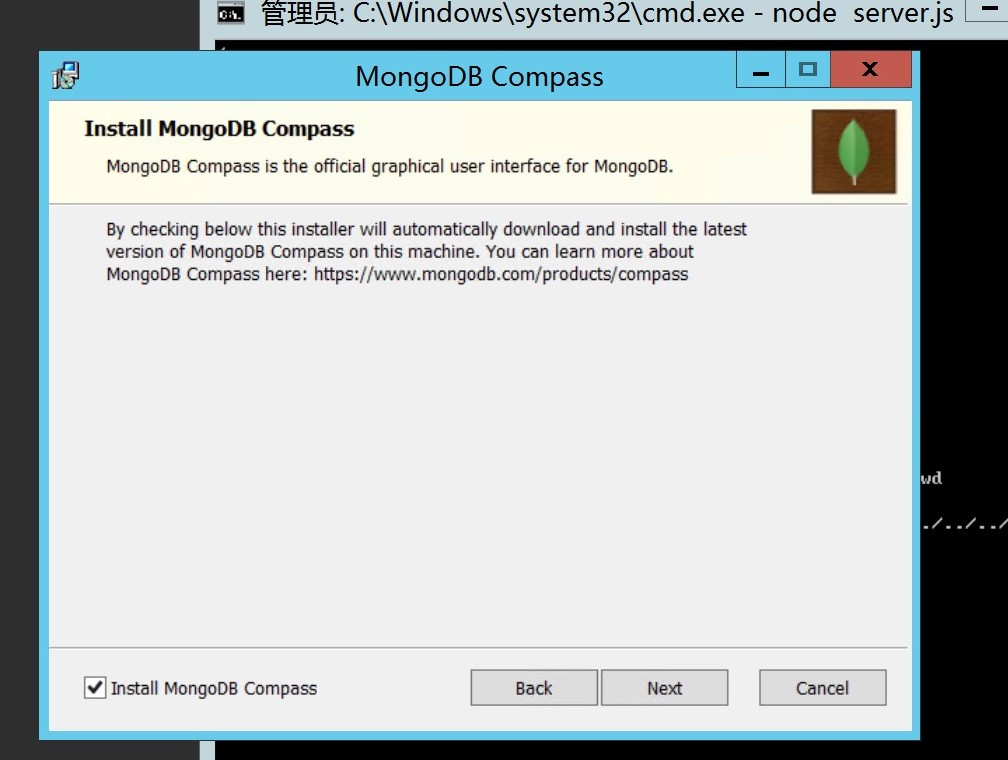 管理员: C:\Windows\system32\cmd.exe - node  server.js
MongoDB Compass
Install MongoDB Compass
MongoDB Compass is the official graphical user interface for MongoDB.
By checking below this installer will automatically download and install the latest
version of MongoDB Compass on this machine. You can learn more about
MongoDB Compass here: https://www.mongodb.com/products/compass
wd
./../../
Install MongoDB Compass
Back
Next
Cancel